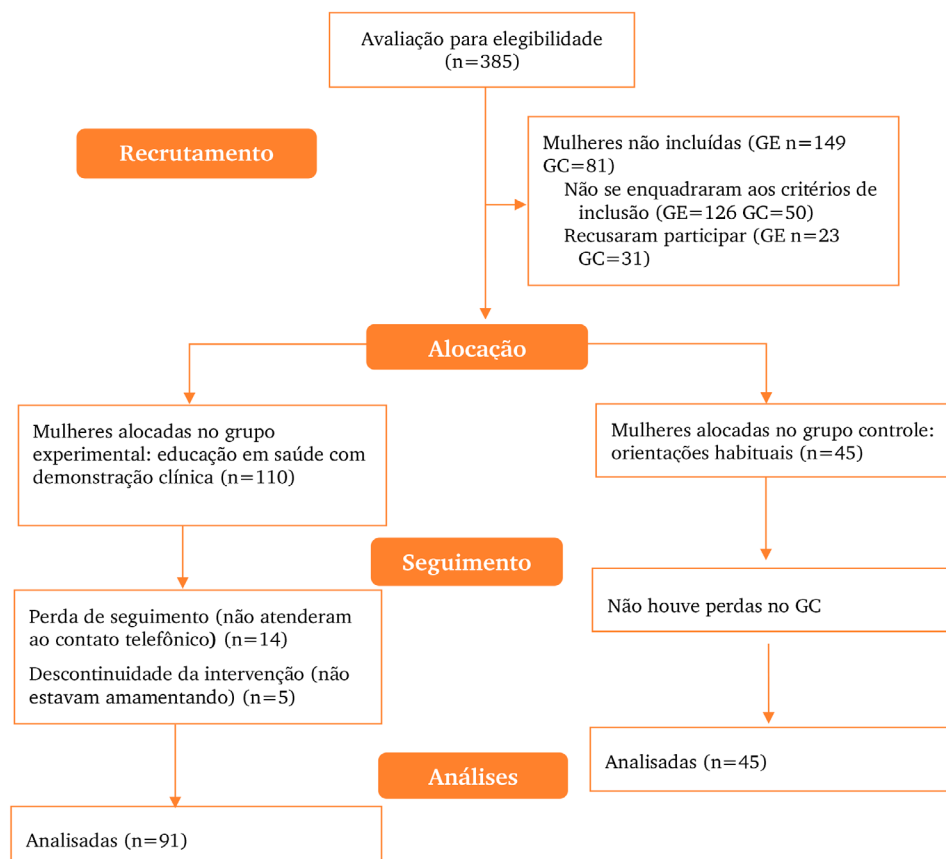 Avaliação para elegibilidade
(n=385)
Recrutamento
Mulheres não incluídas (GE n=149
GC=81)
Não se enquadraram aos critérios de
inclusão (GE=126 GC=50)
Recusaram participar (GE n=23
GC=31)
Alocação
Mulheres alocadas no grupo
experimental: educação em saúde com
demonstração clínica (n=110)
Mulheres alocadas no grupo controle:
orientações habituais (n=45)
Seguimento
Perda de seguimento (não atenderam
ao contato telefônico) (n=14)
Descontinuidade da intervenção (não
estavam amamentando) (n=5)
Não houve perdas no GC
Análises
Analisadas (n=45)
Analisadas (n=91)